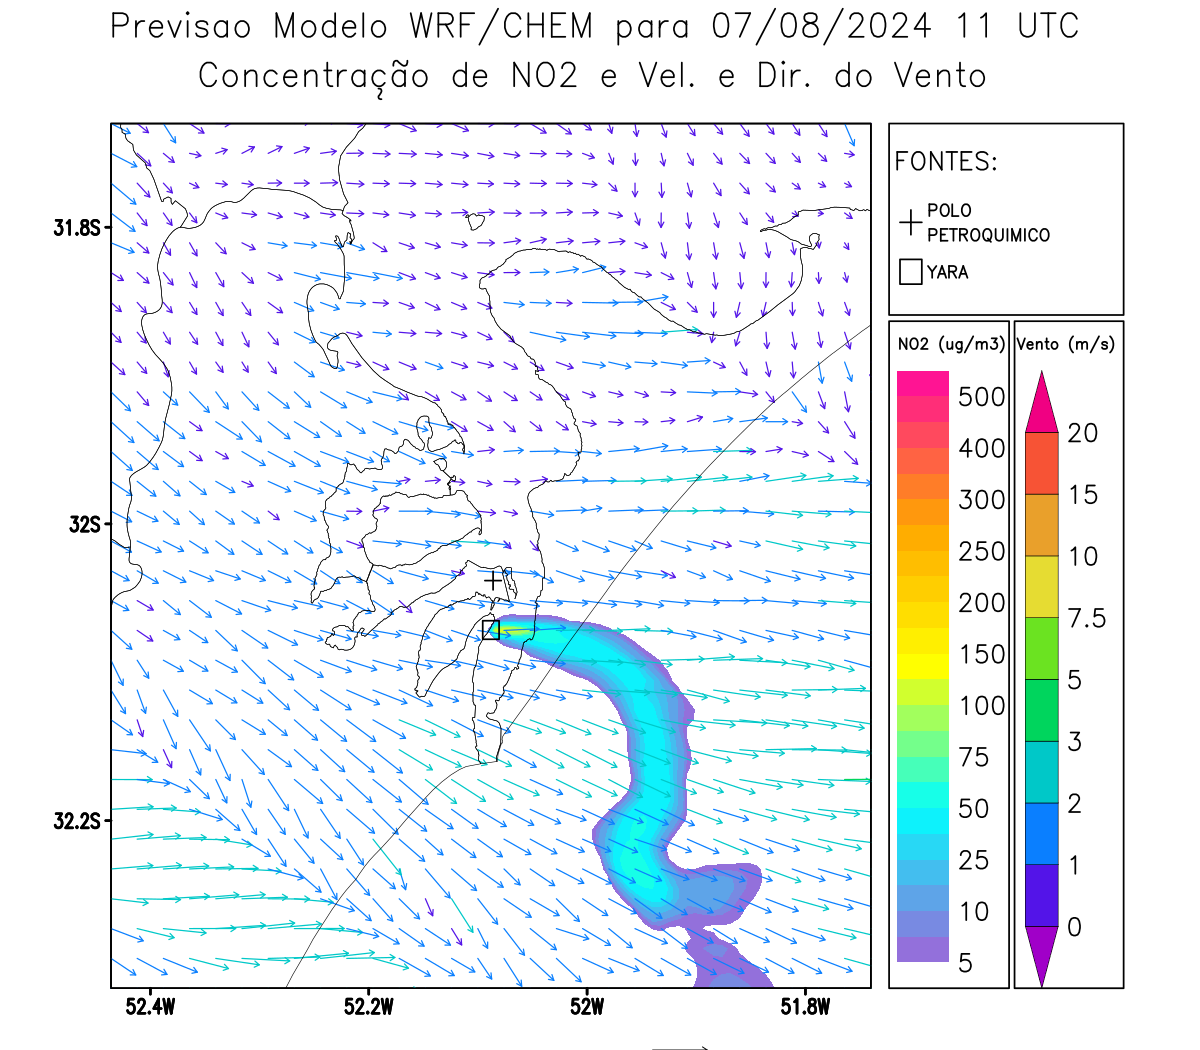 Previsao Modelo WRF/CHEM para 07/08/2024 11 UTC
Concentração de NO2 e Vel. e Dir. do Vento
FONTES:
POLO
PETROQUIMICO
YARA
NO2 (ug/m3)
500
400
300
250
200
150
100
75
50
25
10
5
Vento (m/s)
20
15
10
7.5
5
3
2
1
0
31.8S
32S
32.2S
52.4W
52.2W
52W
51.8W